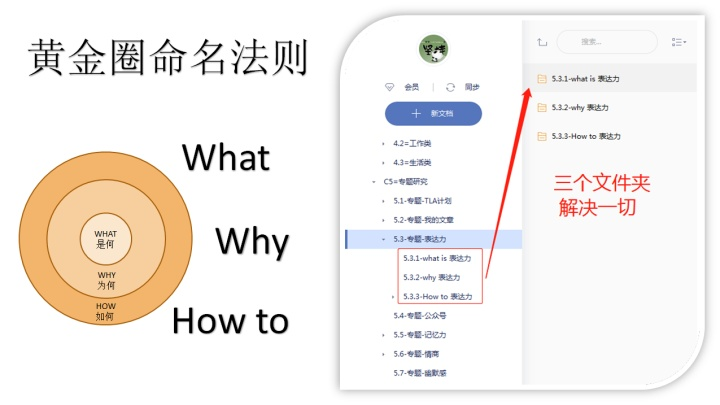 黄金圈命名法则
What
Why
How to
WHAT
是何
WHY
为何
HOW
如何
坚持
会员
同步
新文档
4.2=工作类
4.3=生活类
C5=专题研究
5.1-专题-TLA计划
5.2-专题-我的文章
5.3-专题-表达力
5.3.1-what is 表达力
5.3.2-why 表达力
5.3.3-How to 表达力
5.4-专题-公众号
5.5-专题-记忆力
5.6-专题-情商
5.7-专题-幽默感
搜索...
5.3.1-what is 表达力
5.3.2-why 表达力
5.3.3-How to 表达力
三个文件夹
解决一切